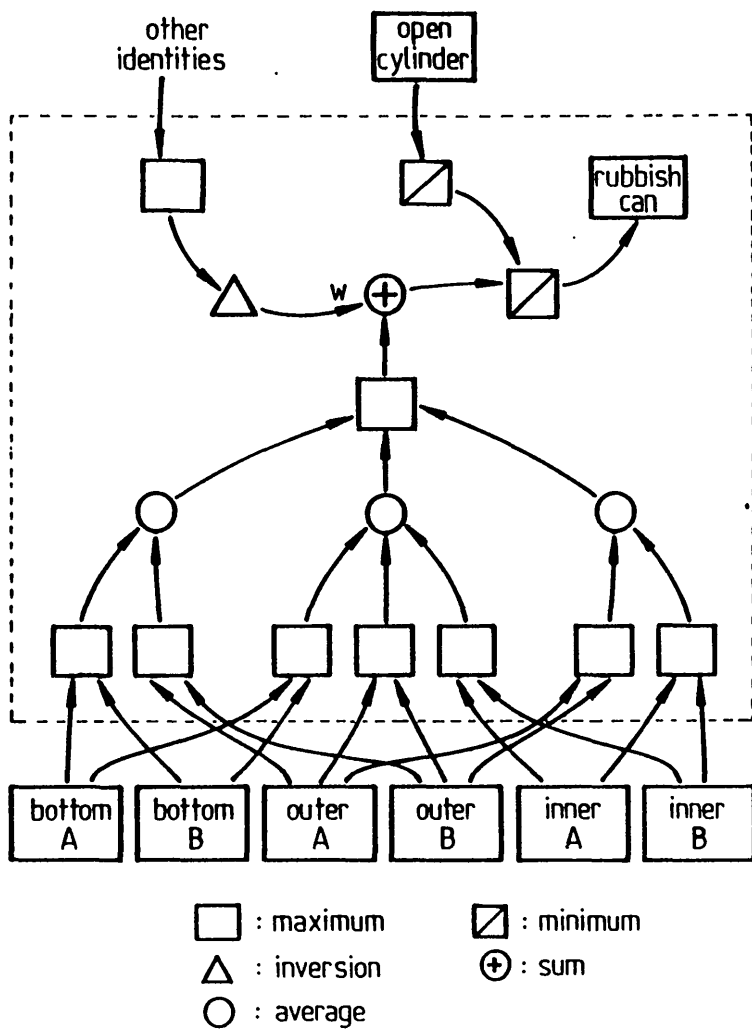 other
identities
open
cylinder
rubbish
can
W
bottom
A
bottom
B
outer
A
outer
B
inner
A
inner
B
: maximum
: minimum
: inversion
: sum
: average